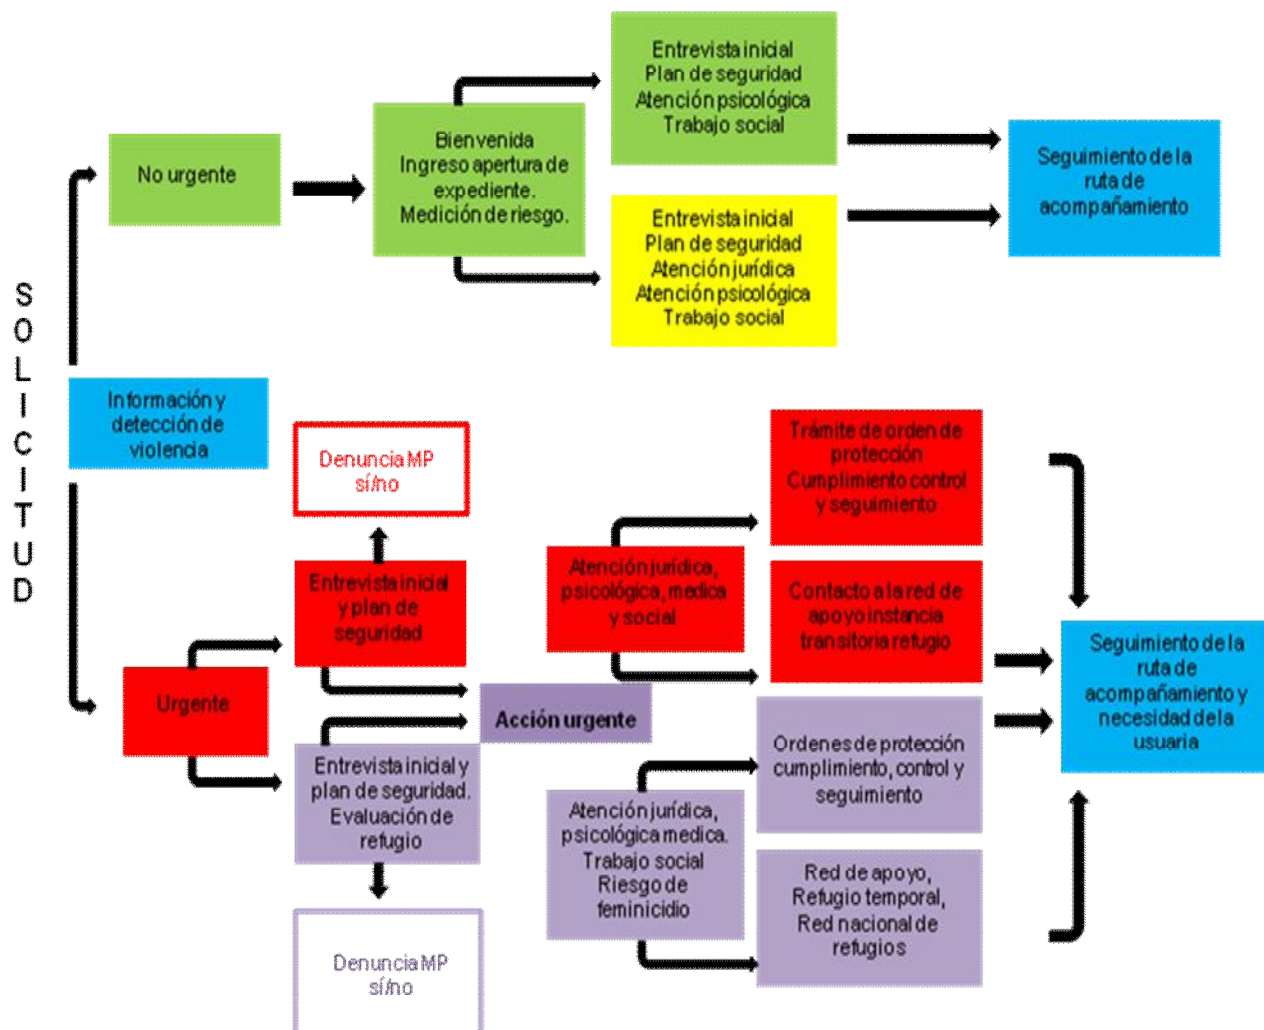 SOLICITUD
No urgente
Bienvenida
Ingreso apertura de
expediente.
Medición de riesgo.
Entrevista inicial
Plan de seguridad
Atención psicológica
Trabajo social
Entrevista inicial
Plan de seguridad
Atención jurídica
Atención psicológica
Trabajo social
Seguimiento de la
ruta de
acompañamiento
Información y
detección de
violencia
Urgente
Denuncia MP
sí/no
Entrevista inicial
y plan de
seguridad
Entrevista inicial y
plan de seguridad.
Evaluación de
refugio
Denuncia MP
sí/no
Acción urgente
Atención jurídica,
psicológica, medica
y social
Trámite de orden de
protección
Cumplimiento control
y seguimiento
Contacto a la red de
apoyo instancia
transitoria refugio
Atención jurídica,
psicológica medica.
Trabajo social
Riesgo de
feminicidio
Ordenes de protección
cumplimiento, control y
seguimiento
Red de apoyo,
Refugio temporal,
Red nacional de
refugios
Seguimiento de la
ruta de
acompañamiento y
necesidad de la
usuaria